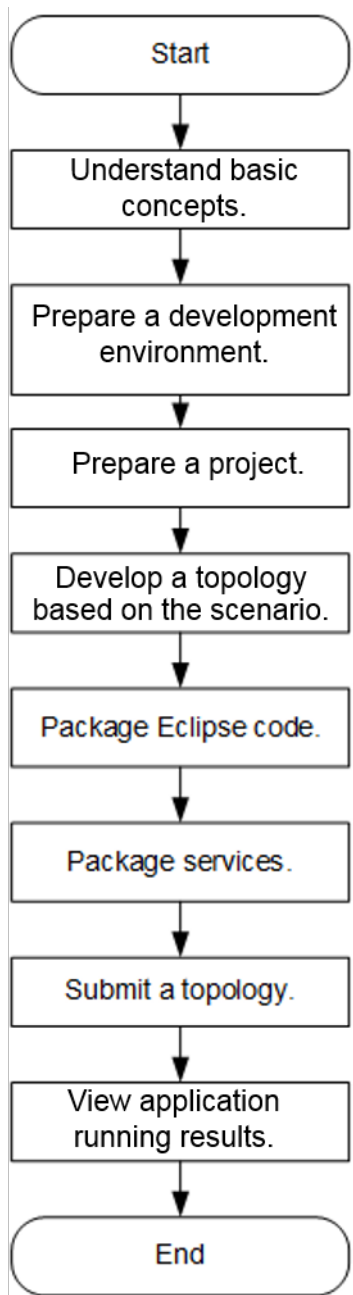 Start
Understand basic
concepts.
Prepare a development
environment.
Prepare a project.
Develop a topology
based on the scenario.
Package Eclipse code.
Package services.
Submit a topology.
View application
running results.
End